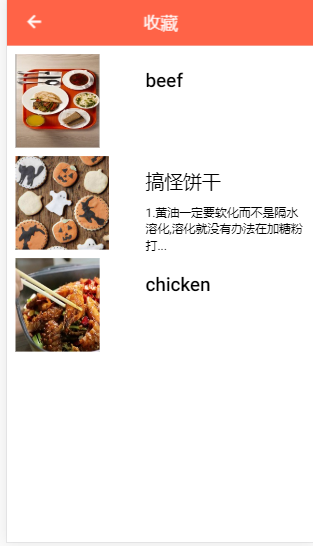 收藏
beef
搞怪饼干
1.黄油一定要软化而不是隔水
溶化,溶化就没有办法在加糖粉
打...
chicken